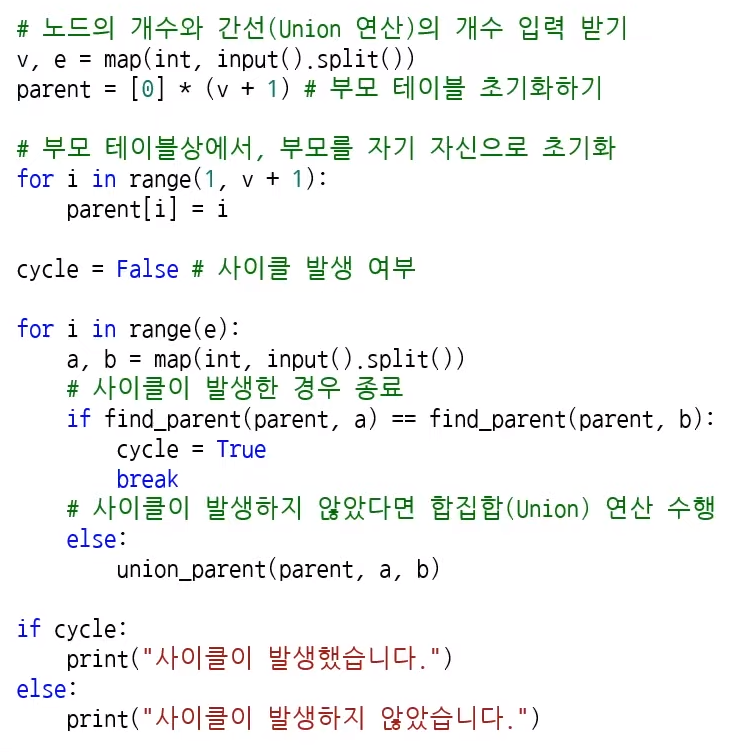 # 노드의 개수와 간선(Union 연산)의 개수 입력 받기
v, e = map(int, input().split())
parent = [0] * (v + 1) # 부모 테이블 초기화하기

# 부모 테이블상에서, 부모를 자기 자신으로 초기화
for i in range(1, v + 1):
    parent[i] = i

cycle = False # 사이클 발생 여부

for i in range(e):
    a, b = map(int, input().split())
    # 사이클이 발생한 경우 종료
    if find_parent(parent, a) == find_parent(parent, b):
        cycle = True
        break
    # 사이클이 발생하지 않았다면 합집합(Union) 연산 수행
    else:
        union_parent(parent, a, b)

if cycle:
    print("사이클이 발생했습니다.")
else:
    print("사이클이 발생하지 않았습니다.")